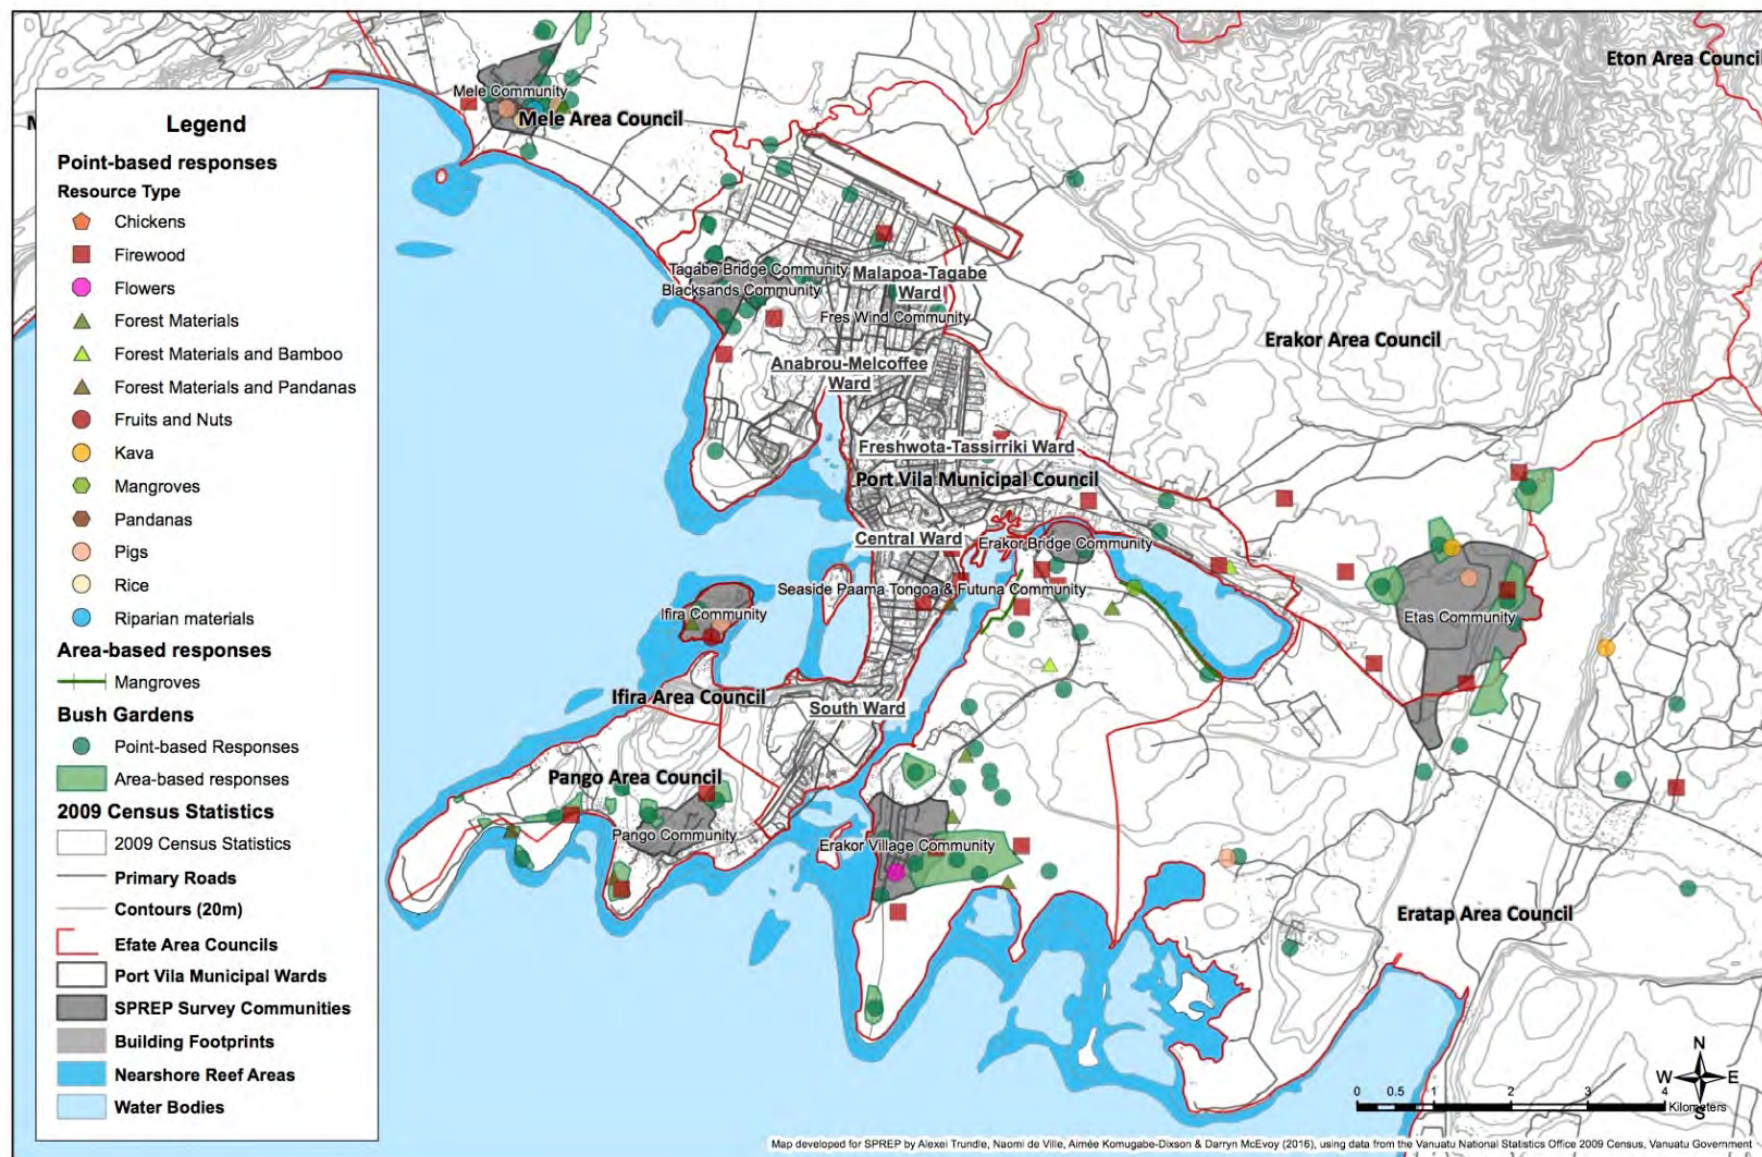 Legend
Point-based responses
Resource Type
Chickens
Firewood
Flowers
Forest Materials
Forest Materials and Bamboo
Forest Materials and Pandanas
Fruits and Nuts
Kava
Mangroves
Pandanas
Pigs
Rice
Riparian materials
Area-based responses
Mangroves
Bush Gardens
Point-based Responses
Area-based responses
2009 Census Statistics
2009 Census Statistics
Primary Roads
Contours (20m)
Efate Area Councils
Port Vila Municipal Wards
SPREP Survey Communities
Building Footprints
Nearshore Reef Areas
Water Bodies
Eton Area Council
Mele Community
Mele Area Council
Tagabe Bridge Community
Malapoa-Tagabe
Ward
Blacksands Community
Fres Wind Community
Erakor Area Council
Anabrou-Melcoffee
Ward
Freshwota-Tassirriki Ward
Port Vila Municipal Council
Central Ward
Erakor Bridge Community
Seaside Paama Tongoa & Futuna Community
Ifira Community
Etas Community
Ifira Area Council
South Ward
Pango Area Council
Pango Community
Erakor Village Community
Eratap Area Council
N
W
E
S
0 0.5 1 2 3 4
Kilometers
Map developed for SPREP by Alexei Trundle, Naomi de Ville, Aimée Komugabe-Dixson & Darryn McEvoy (2016), using data from the Vanuatu National Statistics Office 2009 Census, Vanuatu Government